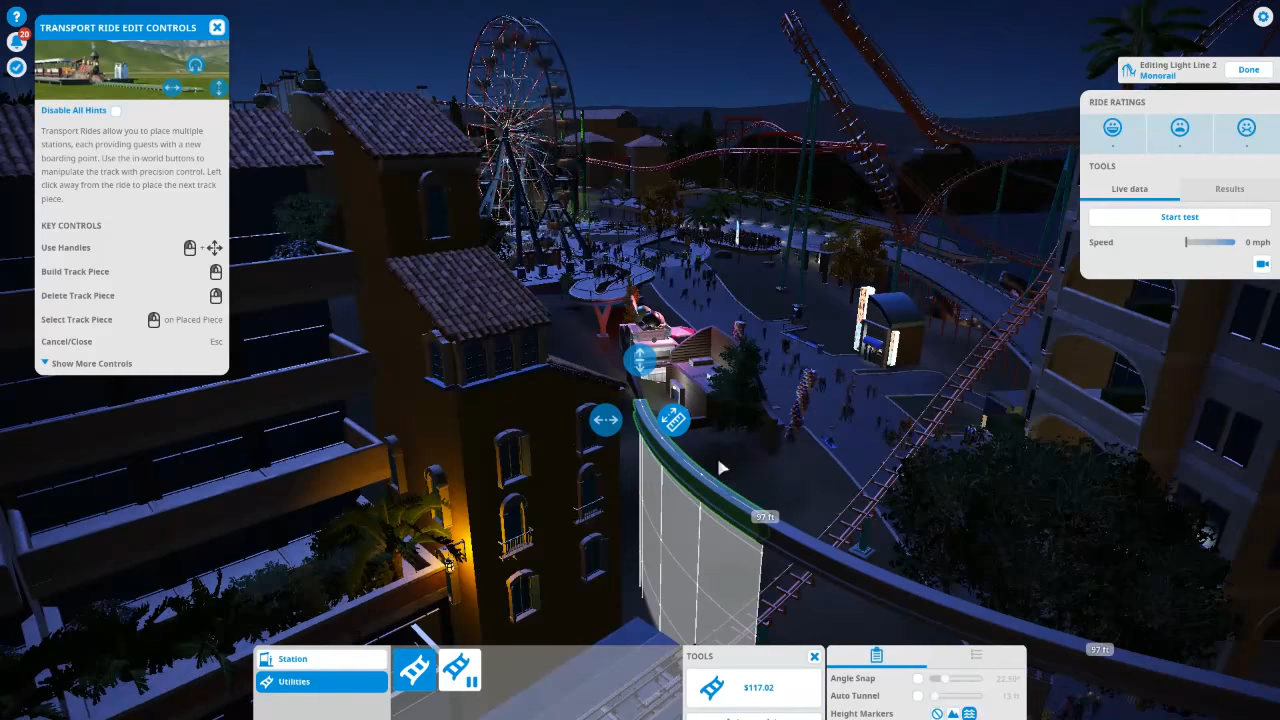 ?
20
TRANSPORT RIDE EDIT CONTROLS
Disable All Hints
Transport Rides allow you to place multiple
stations, each providing guests with a new
boarding point. Use the in-world buttons to
manipulate the track with precision control. Left
click away from the ride to place the next track
piece.
KEY CONTROLS
Use Handles +
Build Track Piece
Delete Track Piece
Select Track Piece on Placed Piece
Cancel/Close Esc
Show More Controls
Editing Light Line 2
Monorail
Done
RIDE RATINGS
- - -
TOOLS
Live data Results
Start test
Speed 0 mph
97 ft
97 ft
Station
Utilities
TOOLS
$117.02
Angle Snap 22.50°
Auto Tunnel 13 ft
Height Markers